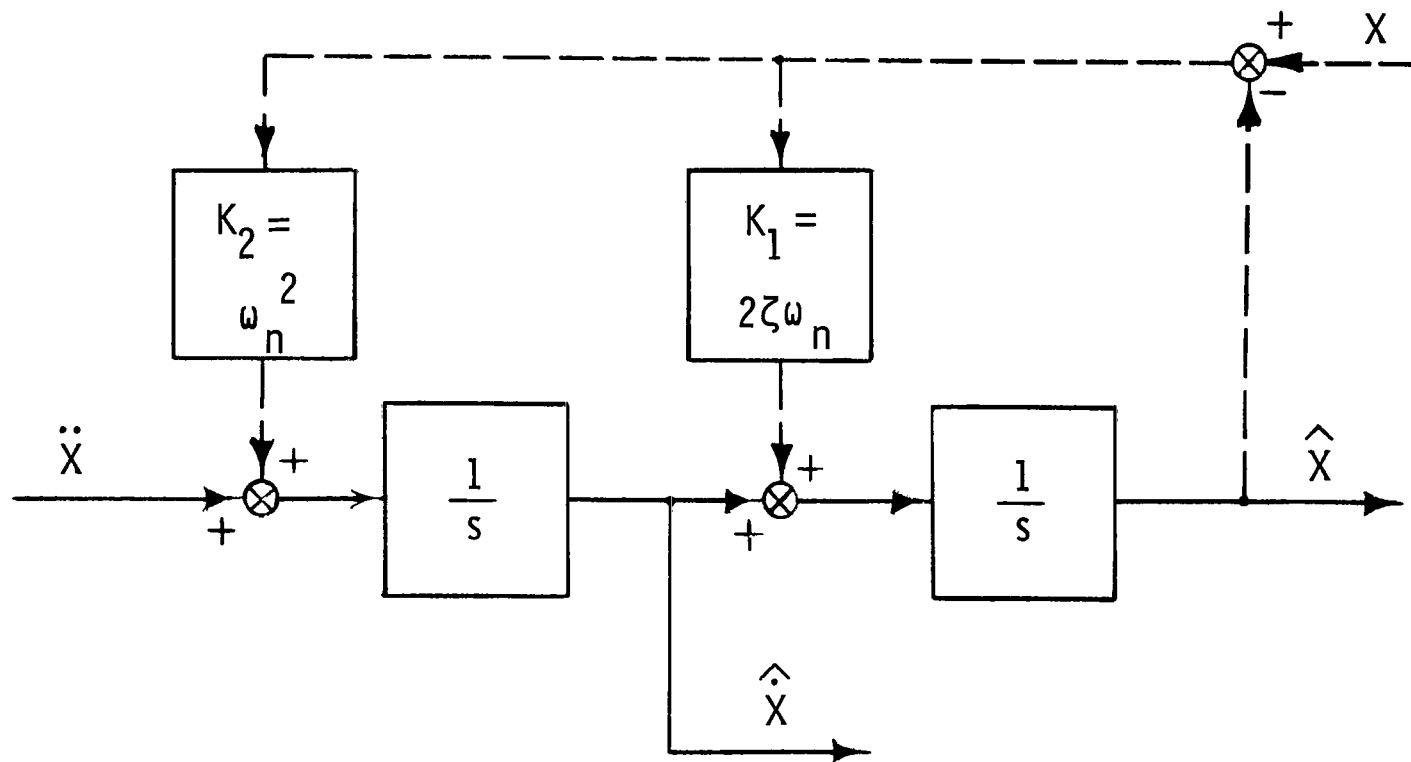 + X
−
K₂ =
ωₙ²
K₁ =
2ζωₙ
Ẍ
+
+
1
s
+
+
1
s
X̂
Ẋ̂